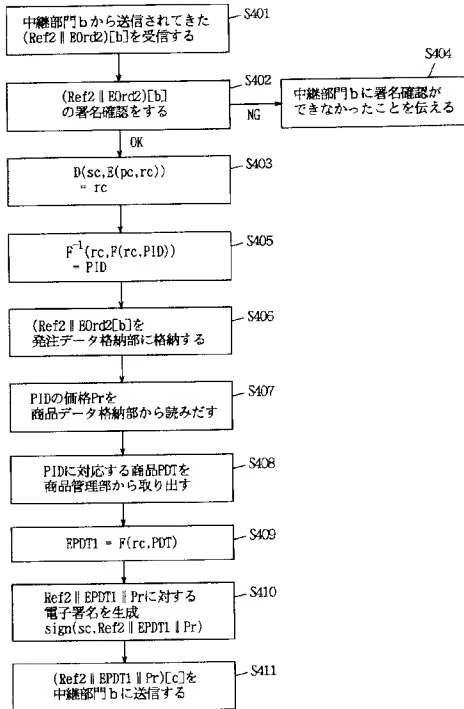 中継部門bから送信されてきた
(Ref2∥EOrd2)[b]を受信する
S401
(Ref2∥EOrd2)[b]
の署名確認をする
S402
NG
中継部門bに署名確認が
できなかったことを伝える
S404
OK
D(sc,E(pc,rc))
= rc
S403
F⁻¹(rc,F(rc,PID))
= PID
S405
(Ref2∥EOrd2)[b]を
発注データ格納部に格納する
S406
PIDの価格Prを
商品データ格納部から読みだす
S407
PIDに対応する商品PDTを
商品管理部から取り出す
S408
EPDT1 = F(rc,PDT)
S409
Ref2∥EPDT1∥Prに対する
電子署名を生成
sign(sc,Ref2∥EPDT1∥Pr)
S410
(Ref2∥EPDT1∥Pr)[c]を
中継部門bに送信する
S411